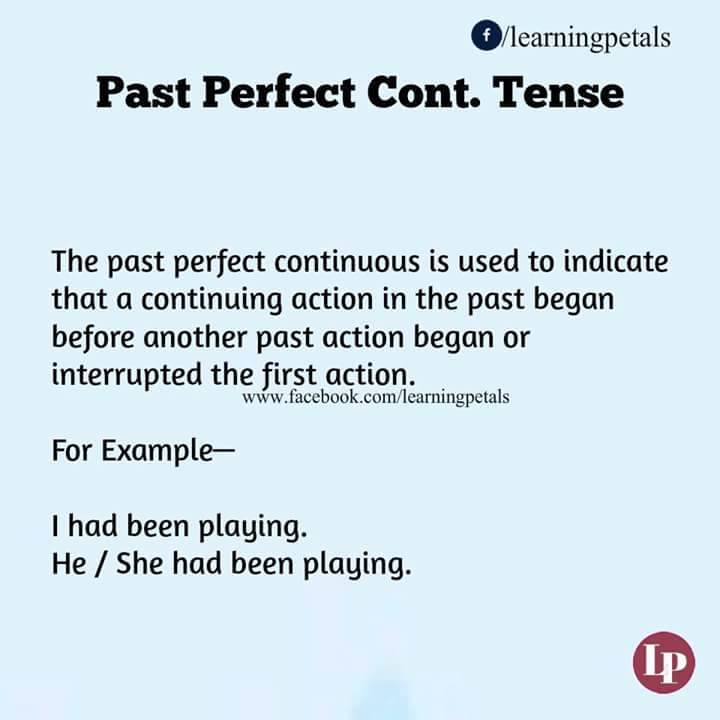 f/learningpetals
Past Perfect Cont. Tense
The past perfect continuous is used to indicate
that a continuing action in the past began
before another past action began or
interrupted the first action.
www.facebook.com/learningpetals
For Example—
I had been playing.
He / She had been playing.
LP